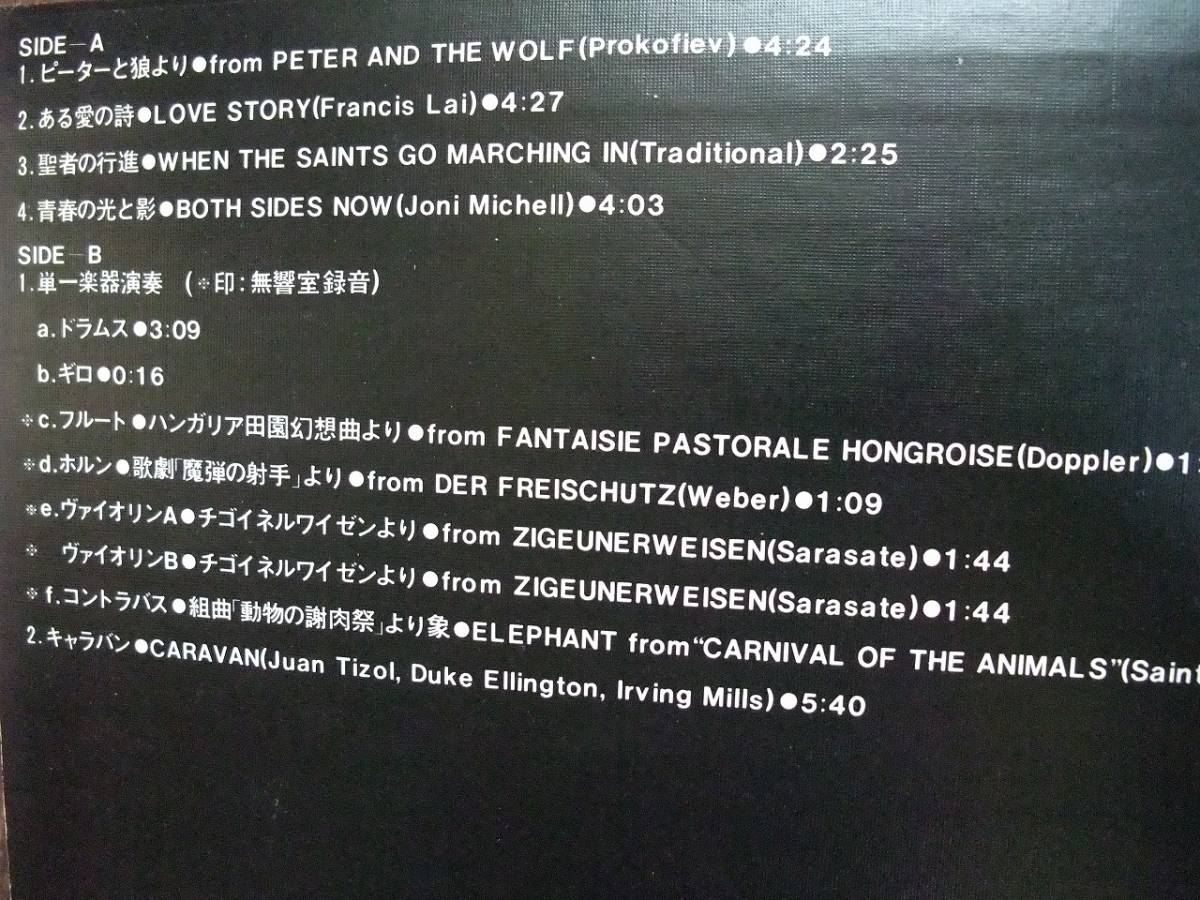 SIDE—A
1.ピーターと狼より●from PETER AND THE WOLF(Prokofiev)●4:24
2.ある愛の詩●LOVE STORY(Francis Lai)●4:27
3.聖者の行進●WHEN THE SAINTS GO MARCHING IN(Traditional)●2:25
4.青春の光と影●BOTH SIDES NOW(Joni Michell)●4:03
SIDE—B
1.単一楽器演奏 (※印:無響室録音)
a.ドラムス●3:09
b.ギロ●0:16
※c.フルート●ハンガリア田園幻想曲より●from FANTAISIE PASTORALE HONGROISE(Doppler)●1
※d.ホルン●歌劇「魔弾の射手」より●from DER FREISCHUTZ(Weber)●1:09
※e.ヴァイオリンA●チゴイネルワイゼンより●from ZIGEUNERWEISEN(Sarasate)●1:44
※ ヴァイオリンB●チゴイネルワイゼンより●from ZIGEUNERWEISEN(Sarasate)●1:44
※f.コントラバス●組曲「動物の謝肉祭」より象●ELEPHANT from“CARNIVAL OF THE ANIMALS”(Saint
2.キャラバン●CARAVAN(Juan Tizol, Duke Ellington, Irving Mills)●5:40